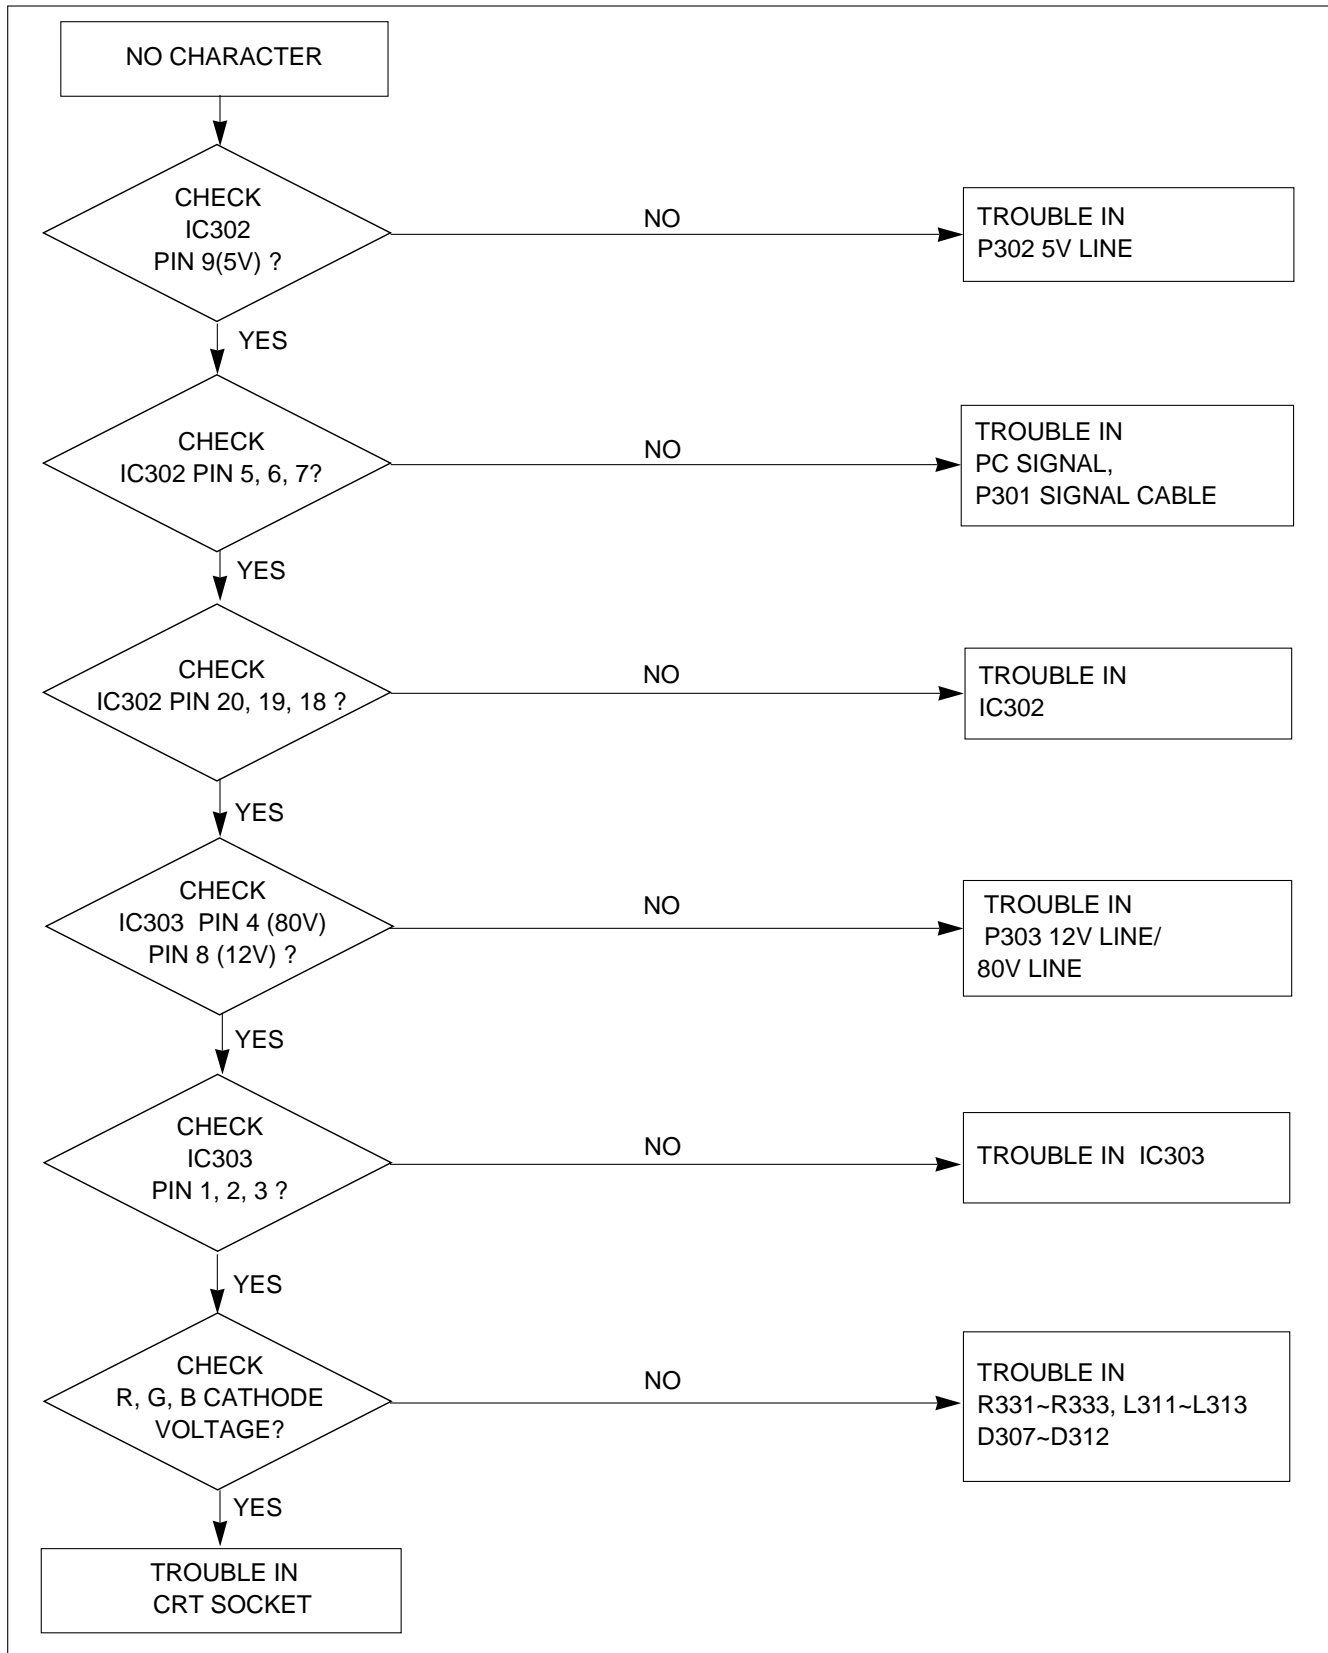 NO CHARACTER
CHECK
IC302
PIN 9(5V) ?
NO
TROUBLE IN
P302 5V LINE
YES
CHECK
IC302 PIN 5, 6, 7?
NO
TROUBLE IN
PC SIGNAL,
P301 SIGNAL CABLE
YES
CHECK
IC302 PIN 20, 19, 18 ?
NO
TROUBLE IN
IC302
YES
CHECK
IC303 PIN 4 (80V)
PIN 8 (12V) ?
NO
TROUBLE IN
P303 12V LINE/
80V LINE
YES
CHECK
IC303
PIN 1, 2, 3 ?
NO
TROUBLE IN IC303
YES
CHECK
R, G, B CATHODE
VOLTAGE?
NO
TROUBLE IN
R331~R333, L311~L313
D307~D312
YES
TROUBLE IN
CRT SOCKET